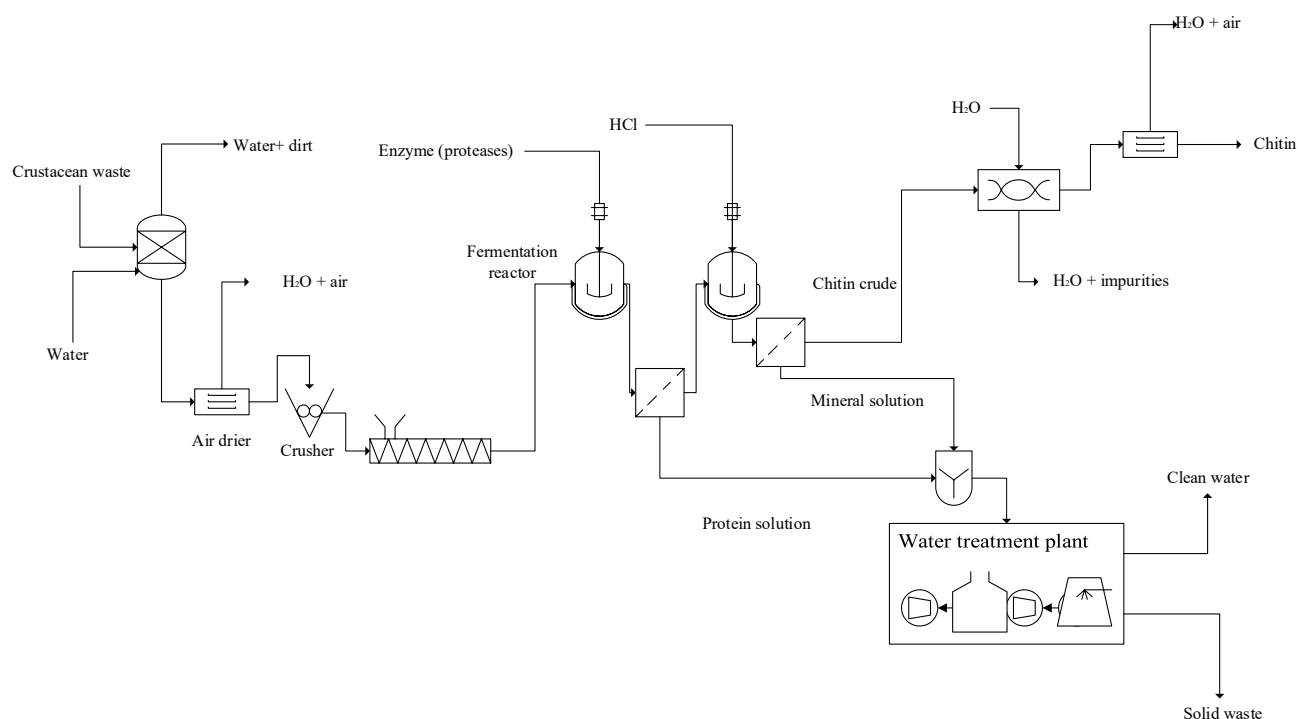 H₂O + air
H₂O
HCl
Chitin
Water+ dirt
Enzyme (proteases)
Crustacean waste
Fermentation
reactor
H₂O + air
Chitin crude
H₂O + impurities
Water
Mineral solution
Air drier
Crusher
Clean water
Protein solution
Water treatment plant
Solid waste